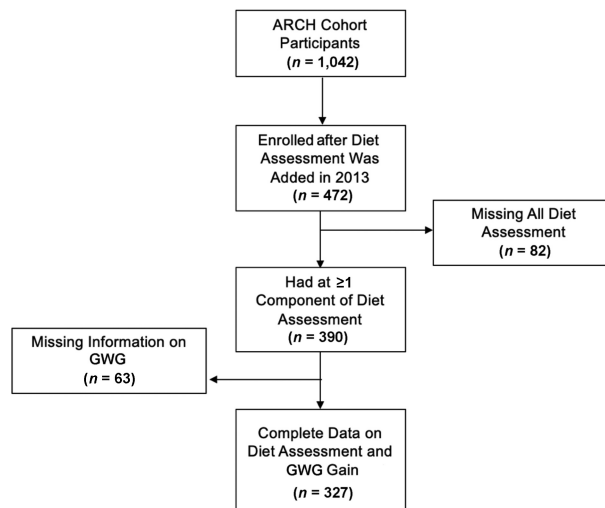 ARCH Cohort
Participants
(n = 1,042)
Enrolled after Diet
Assessment Was
Added in 2013
(n = 472)
Missing All Diet
Assessment
(n = 82)
Had at ≥1
Component of Diet
Assessment
(n = 390)
Missing Information on
GWG
(n = 63)
Complete Data on
Diet Assessment and
GWG Gain
(n = 327)